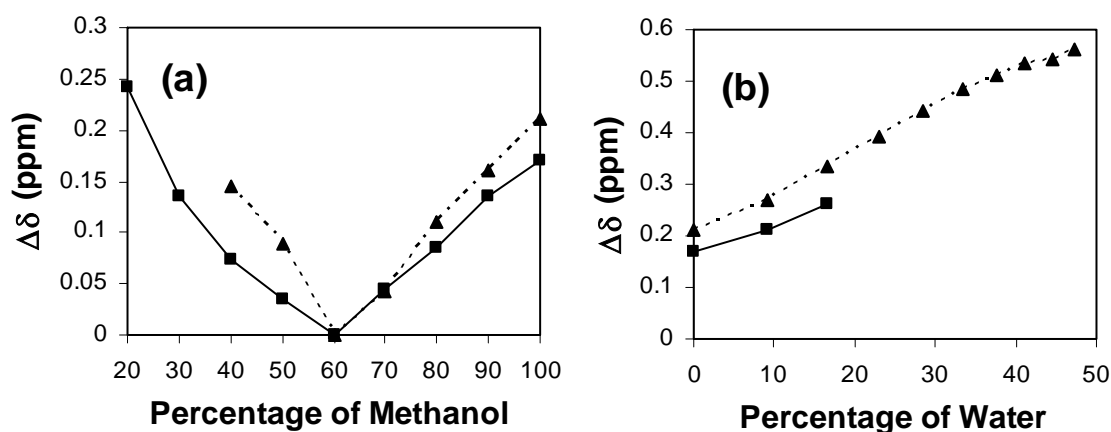 (a)
Δδ (ppm)
0.3
0.25
0.2
0.15
0.1
0.05
0
20 30 40 50 60 70 80 90 100
Percentage of Methanol
(b)
Δδ (ppm)
0.6
0.5
0.4
0.3
0.2
0.1
0
0 10 20 30 40 50
Percentage of Water